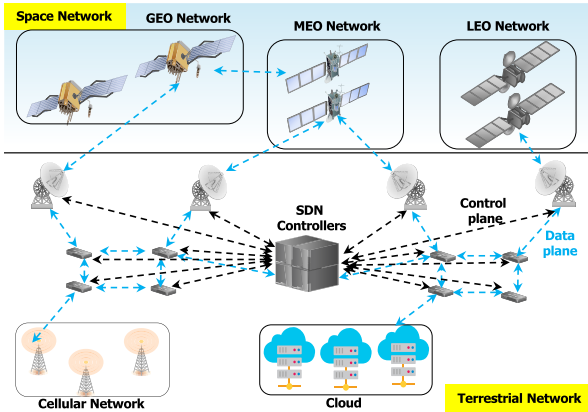 Space Network
GEO Network
MEO Network
LEO Network
SDN
Controllers
Control
plane
Data
plane
Cellular Network
Cloud
Terrestrial Network